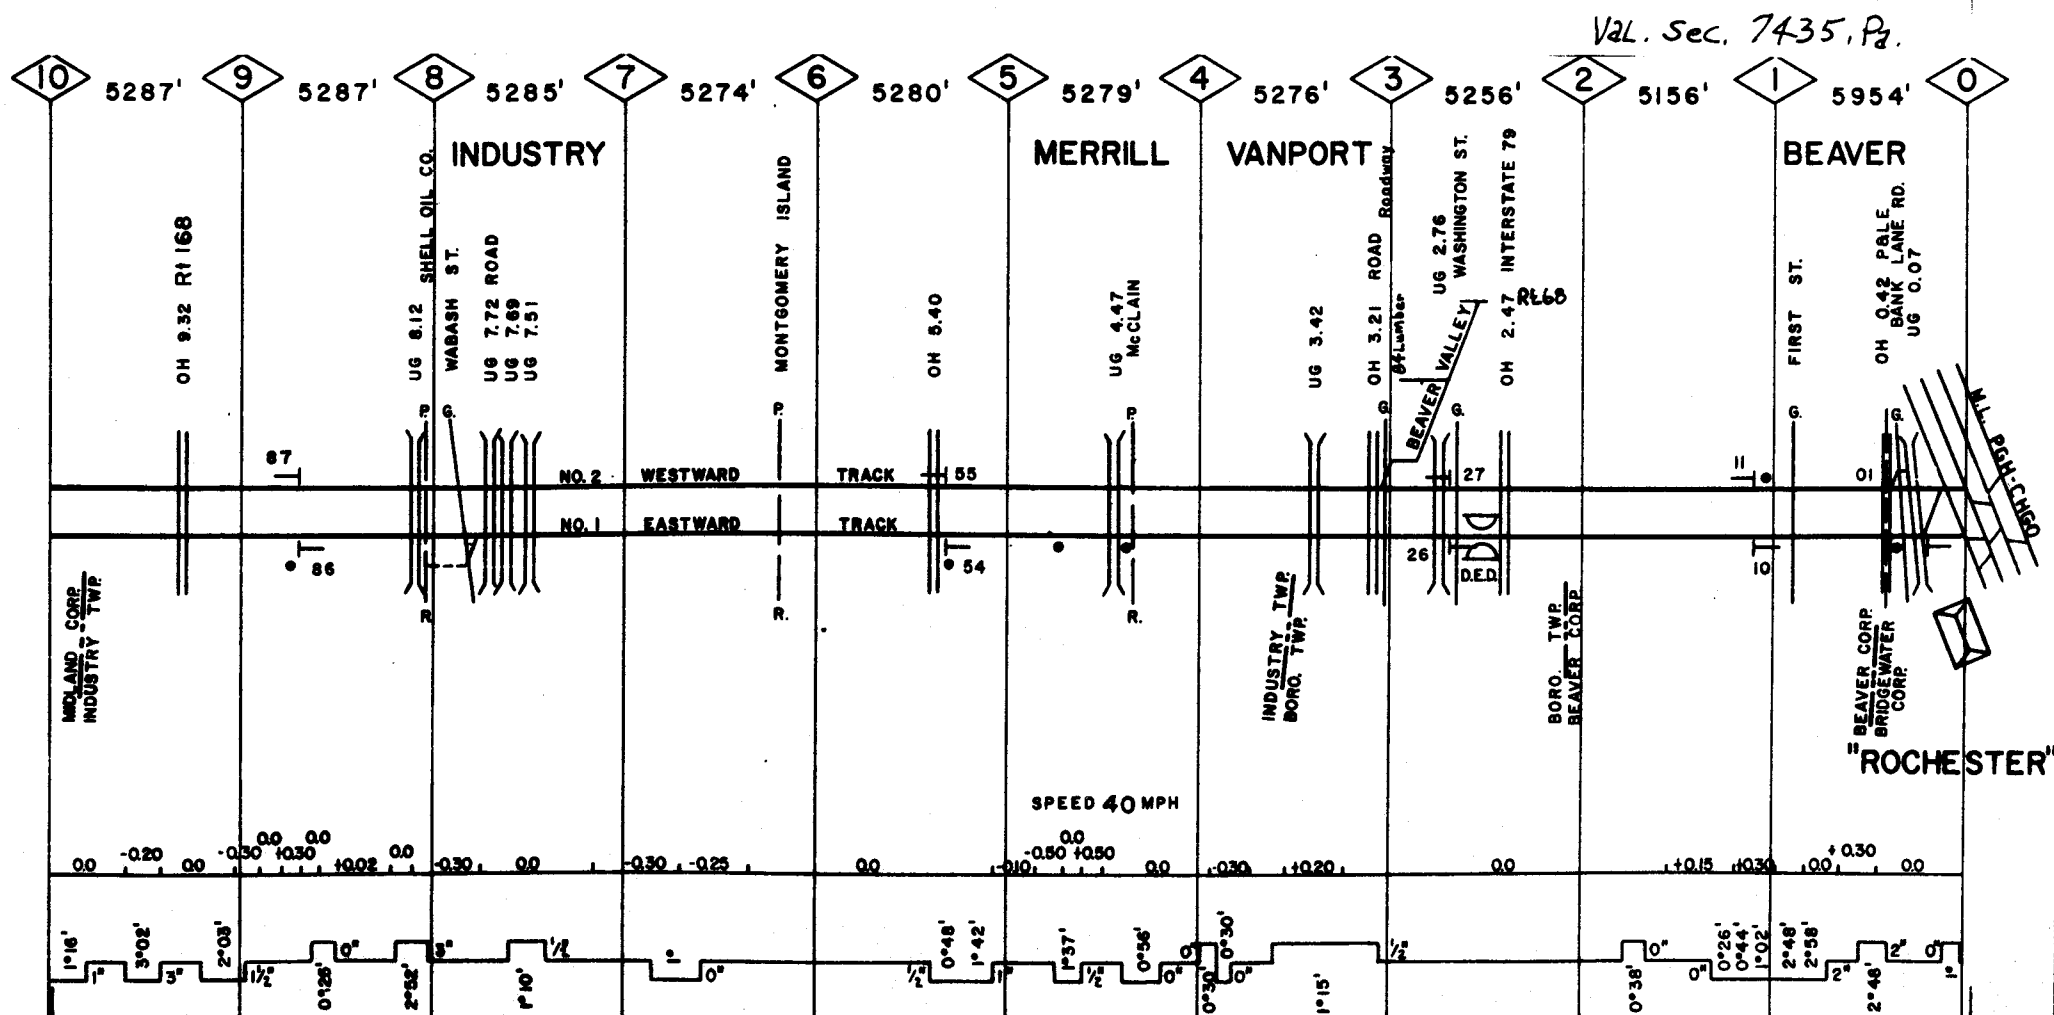 Val. Sec. 7435, Pa.
10 5287' 9 5287' 8 5285' 7 5274' 6 5280' 5 5279' 4 5276' 3 5256' 2 5156' 1 5954' 0
INDUSTRY MERRILL VANPORT BEAVER
OH 9.32 Rt 168
UG 8.12 SHELL OIL CO.
WABASH ST.
UG 7.72 ROAD
UG 7.69
UG 7.51
MONTGOMERY ISLAND
OH 5.40
UG 4.47
McCLAIN
UG 3.42
OH 3.21 ROAD Roadway
84 Lumber
BEAVER VALLEY
UG 2.76
WASHINGTON ST.
Rt68
OH 2.47 INTERSTATE 79
FIRST ST.
OH 0.42 P&LE
BANK LANE RD.
UG 0.07
M.L. PGH-CHGO
P. G. P. P. G. G. G. G.
87 NO. 2 WESTWARD TRACK 55 27 11 01
NO. 1 EASTWARD TRACK
86 54 26 D.E.D. 10
R. R. R.
MIDLAND CORP.
INDUSTRY TWP.
INDUSTRY TWP.
BORO. TWP.
BORO. TWP.
BEAVER CORP.
BEAVER CORP.
BRIDGEWATER
CORP.
"ROCHESTER"
SPEED 40 MPH
0.0 -0.20 0.0 -0.30 0.0 +0.30 0.0 +0.02 0.0 -0.30 0.0 -0.30 -0.25 0.0 -0.10 -0.50 0.0 +0.50 0.0 -0.30 +0.20 0.0 +0.15 +0.30 0.0 +0.30 0.0
1°16' 1" 3°02' 3" 2°03' 1½" 0°26' 0" 2°52' 3" 1°10' ½ 1° 0" ½" 0°48' 1°42' 1" 1°37' ½" 0°56' 0" 0 0°30' 0°30' 0" 1°15' ½" 0°38' 0" 0" 0°26' 0°44' 1°02' 2°48' 2°58' 2" 2°48' 2" 0" 1°